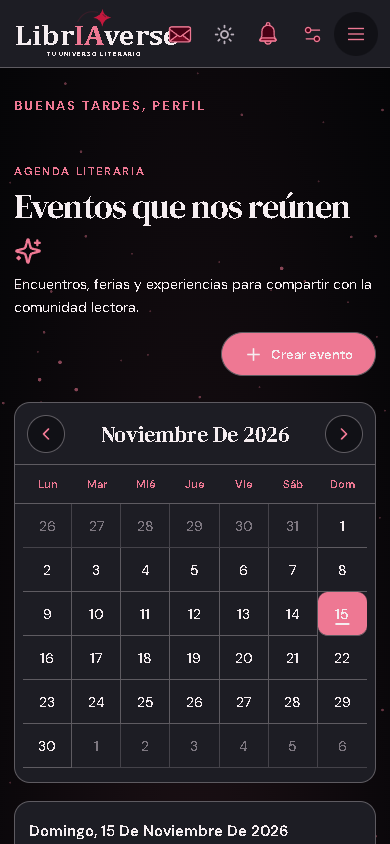 LibrIAverso
TU UNIVERSO LITERARIO
BUENAS TARDES, PERFIL
AGENDA LITERARIA
Eventos que nos reúnen
Encuentros, ferias y experiencias para compartir con la
comunidad lectora.
Crear evento
Noviembre De 2026
Lun Mar Mié Jue Vie Sáb Dom
26 27 28 29 30 31 1
2 3 4 5 6 7 8
9 10 11 12 13 14 15
16 17 18 19 20 21 22
23 24 25 26 27 28 29
30 1 2 3 4 5 6
Domingo, 15 De Noviembre De 2026